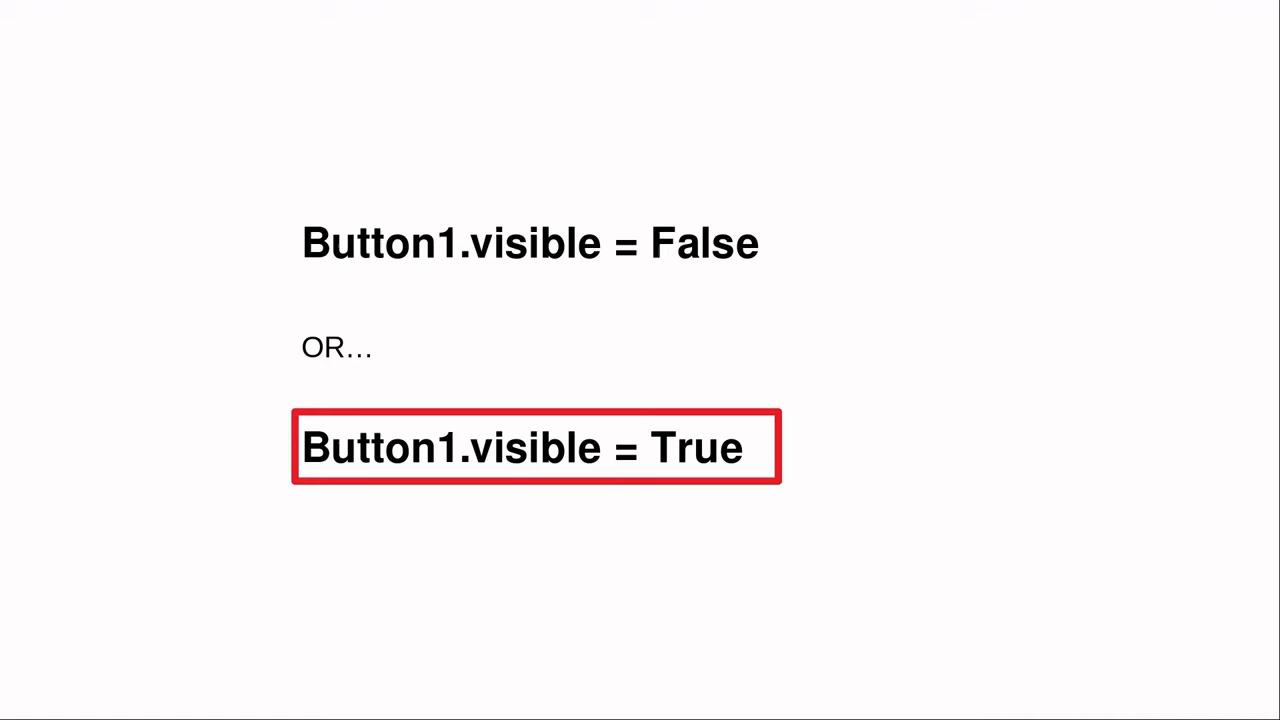 Button1.visible = False
OR…
Button1.visible = True